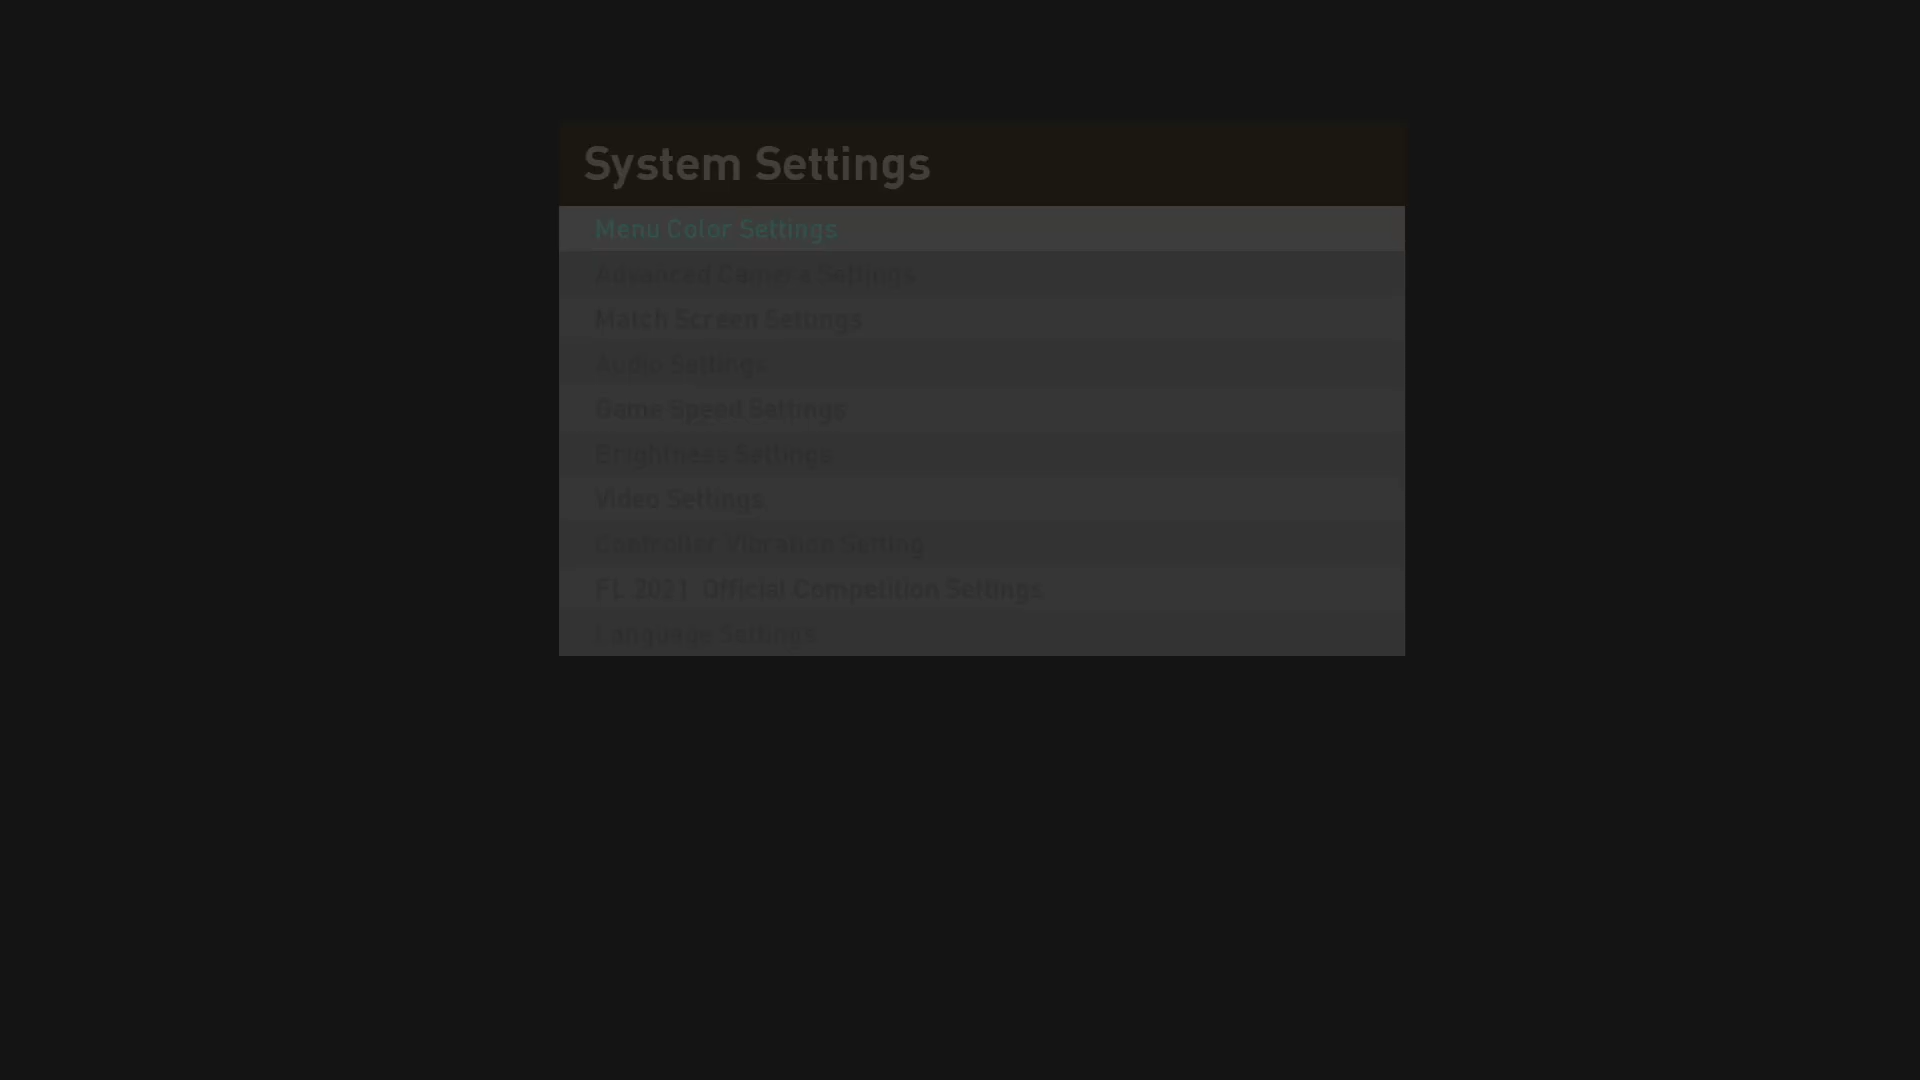 System Settings
Menu Color Settings
Advanced Camera Settings
Match Screen Settings
Audio Settings
Game Speed Settings
Brightness Settings
Video Settings
Controller Vibration Setting
FL 2021 Official Competition Settings
Language Settings